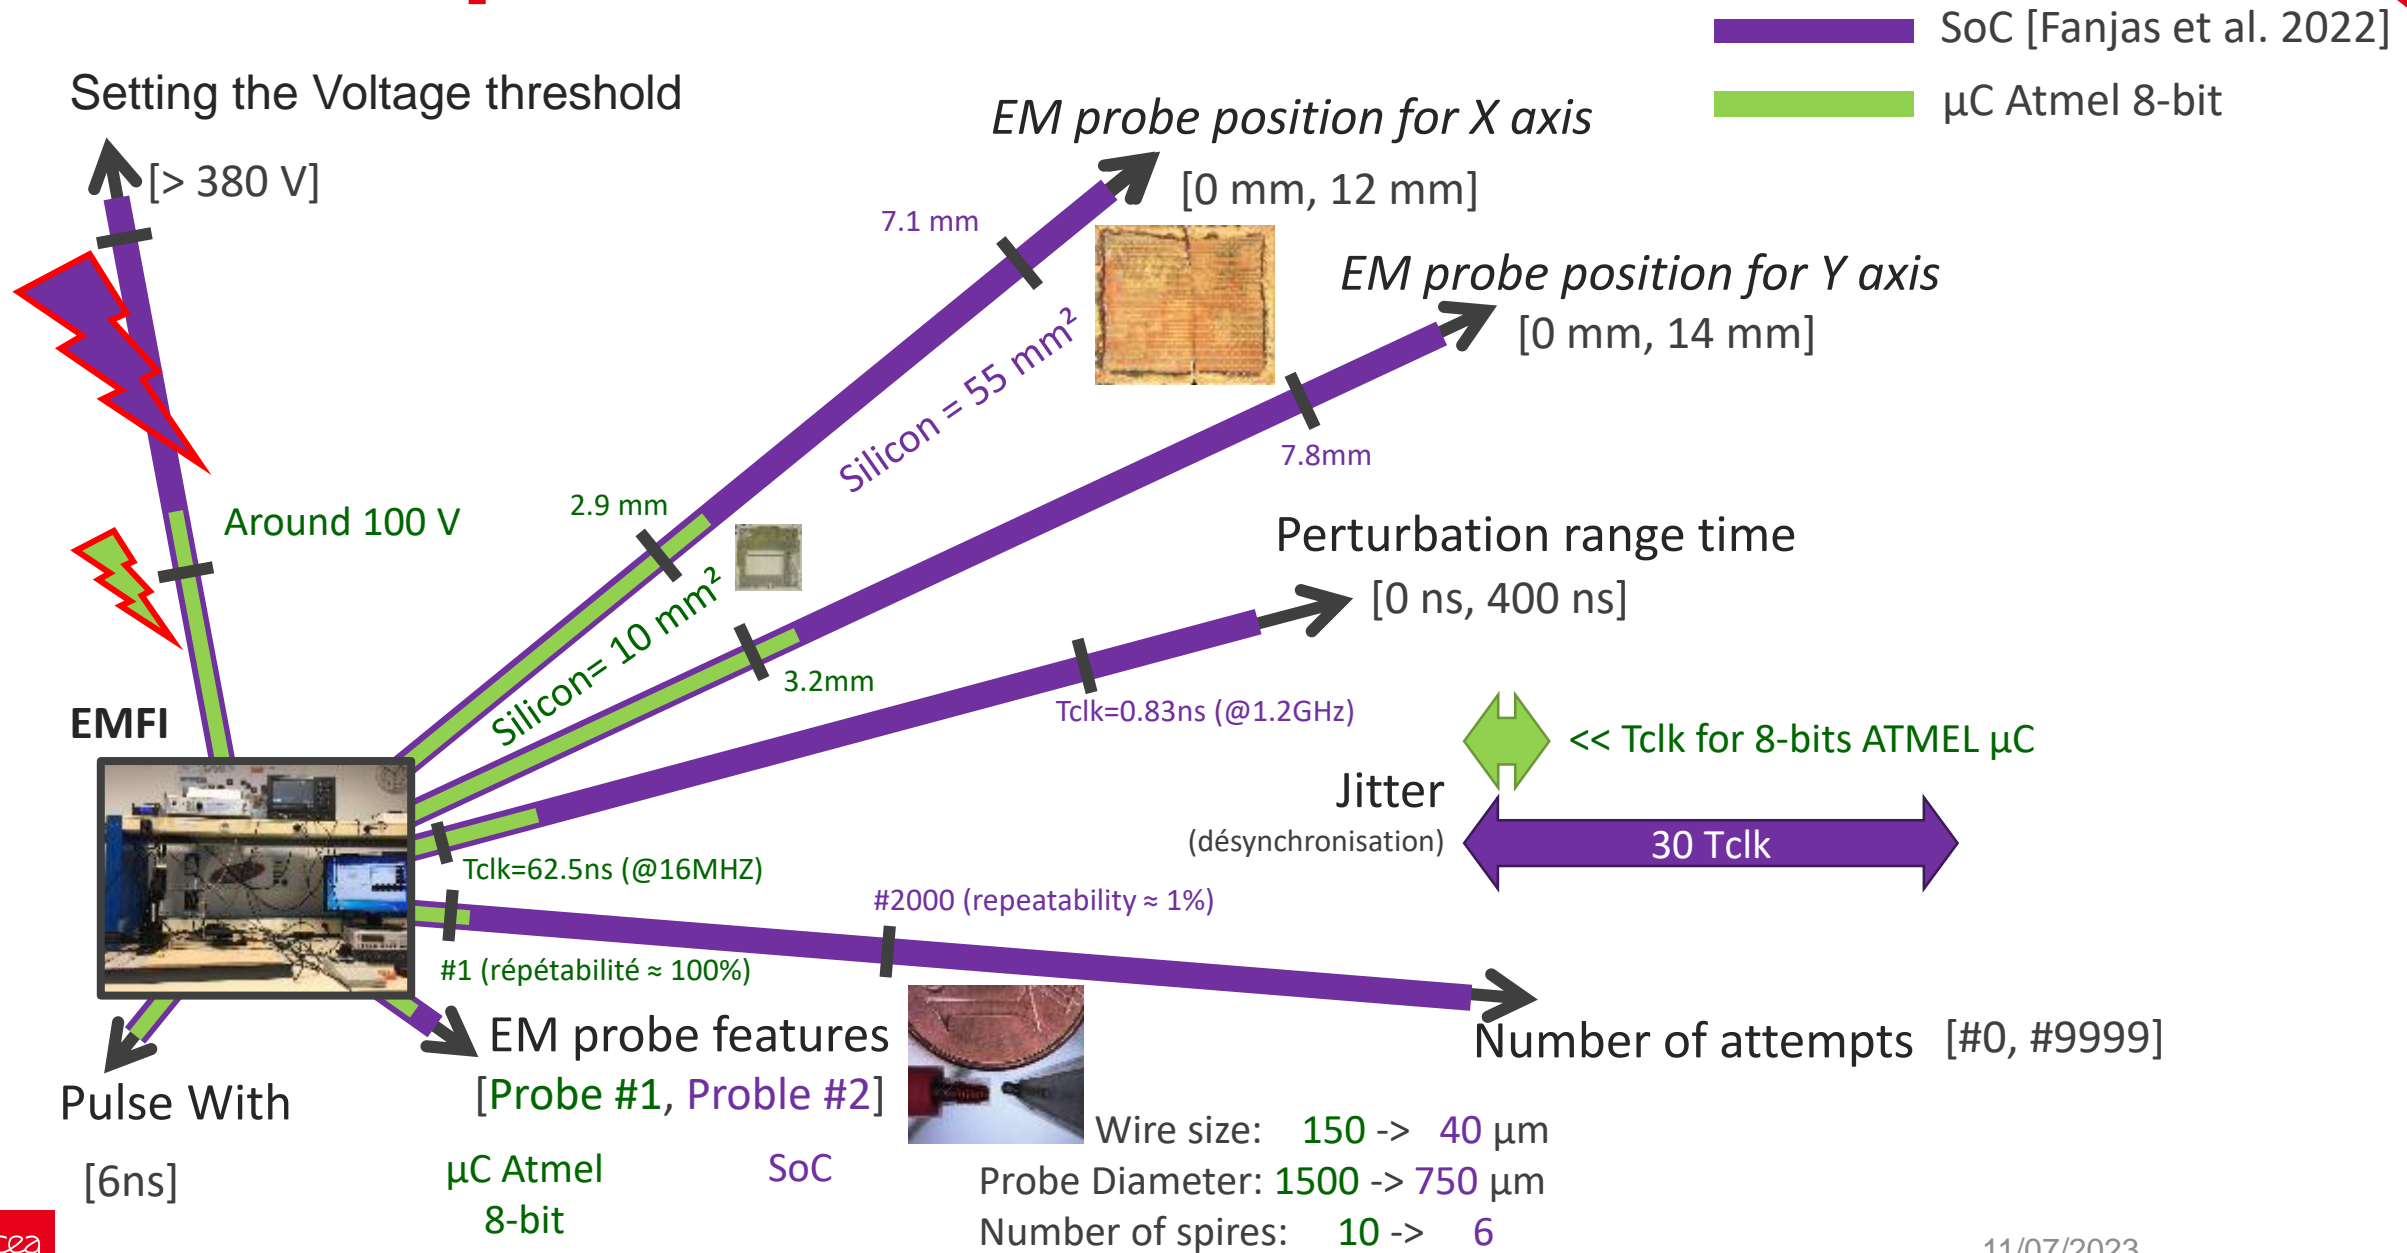 SoC [Fanjas et al. 2022]
µC Atmel 8-bit
Setting the Voltage threshold
[> 380 V]
EM probe position for X axis
[0 mm, 12 mm]
7.1 mm
EM probe position for Y axis
[0 mm, 14 mm]
Silicon = 55 mm²
7.8mm
Around 100 V
2.9 mm
Silicon= 10 mm²
3.2mm
Perturbation range time
[0 ns, 400 ns]
Tclk=0.83ns (@1.2GHz)
EMFI
<< Tclk for 8-bits ATMEL µC
Jitter
(désynchronisation)
30 Tclk
Tclk=62.5ns (@16MHZ)
#2000 (repeatability ≈ 1%)
#1 (répétabilité ≈ 100%)
EM probe features
[Probe #1, Proble #2]
Number of attempts [#0, #9999]
Pulse With
[6ns]
µC Atmel
8-bit
SoC
Wire size: 150 -> 40 µm
Probe Diameter: 1500 -> 750 µm
Number of spires: 10 -> 6
cea
11/07/2023